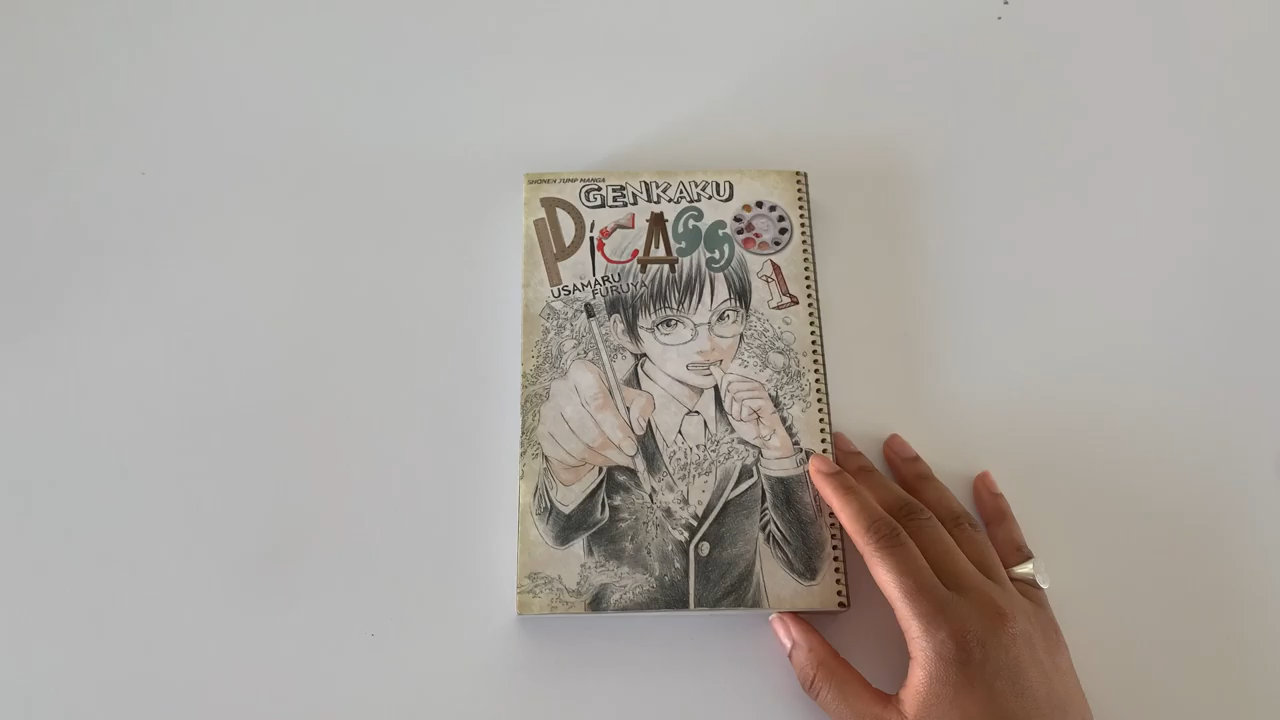 SHONEN JUMP MANGA
GENKAKU
PiCASSO
1
USAMARU
FURUYA